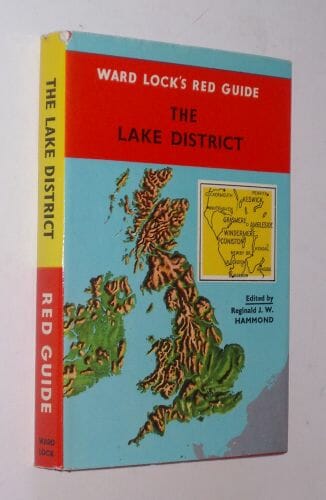 WARD LOCK'S RED GUIDE
THE
LAKE DISTRICT
KESWICK
GRASMERE
AMBLESIDE
WINDERMERE
CONISTON
Edited by
Reginald J. W.
HAMMOND
THE LAKE DISTRICT
RED GUIDE
WARD
LOCK